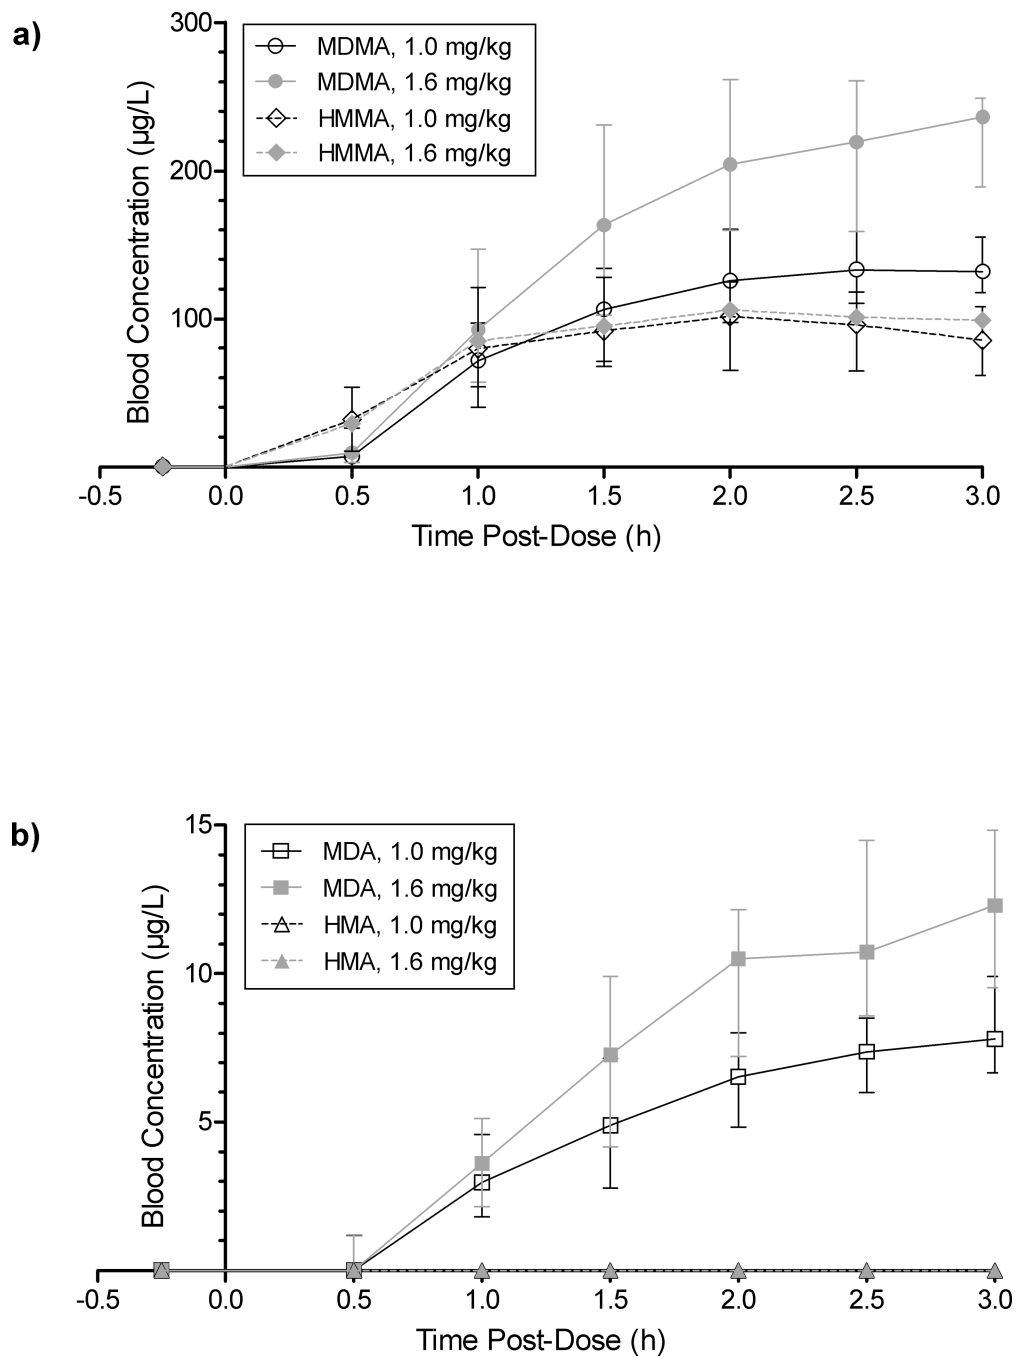 a)
300
200
100
Blood Concentration (µg/L)
MDMA, 1.0 mg/kg
MDMA, 1.6 mg/kg
HMMA, 1.0 mg/kg
HMMA, 1.6 mg/kg
-0.5 0.0 0.5 1.0 1.5 2.0 2.5 3.0
Time Post-Dose (h)
b)
15
10
5
Blood Concentration (µg/L)
MDA, 1.0 mg/kg
MDA, 1.6 mg/kg
HMA, 1.0 mg/kg
HMA, 1.6 mg/kg
-0.5 0.0 0.5 1.0 1.5 2.0 2.5 3.0
Time Post-Dose (h)